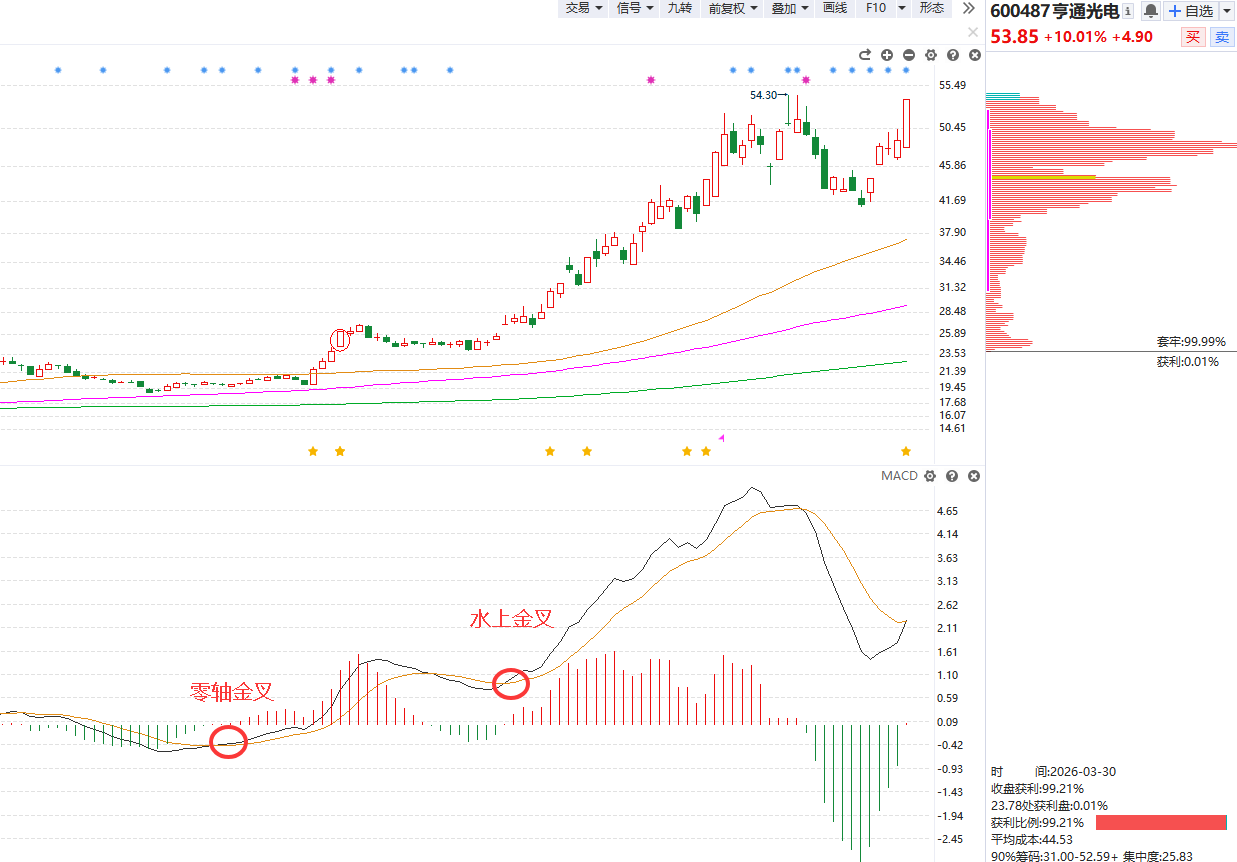 交易 信号 九转 前复权 叠加 画线 F10 形态
600487亨通光电 自选
53.85 +10.01% +4.90 买 卖
54.30
55.49
50.45
45.86
41.69
37.90
34.46
31.32
28.48
25.89
23.53
21.39
19.45
17.68
16.07
14.61
套牢:99.99%
获利:0.01%
MACD
4.65
4.14
3.63
3.13
2.62
2.11
1.61
1.10
0.59
0.09
-0.42
-0.93
-1.43
-1.94
-2.45
水上金叉
零轴金叉
时 间:2026-03-30
收盘获利:99.21%
23.78处获利盘:0.01%
获利比例:99.21%
平均成本:44.53
90%筹码:31.00-52.59+ 集中度:25.83